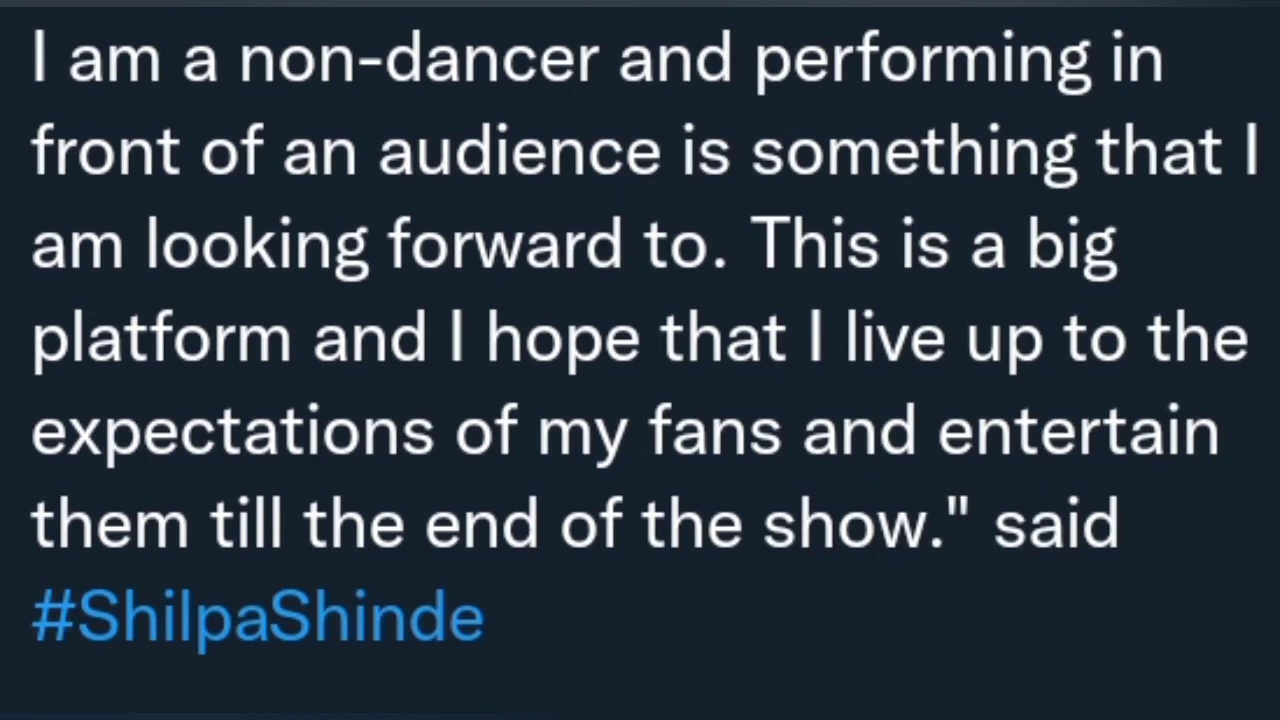 I am a non-dancer and performing in
front of an audience is something that I
am looking forward to. This is a big
platform and I hope that I live up to the
expectations of my fans and entertain
them till the end of the show." said
#ShilpaShinde